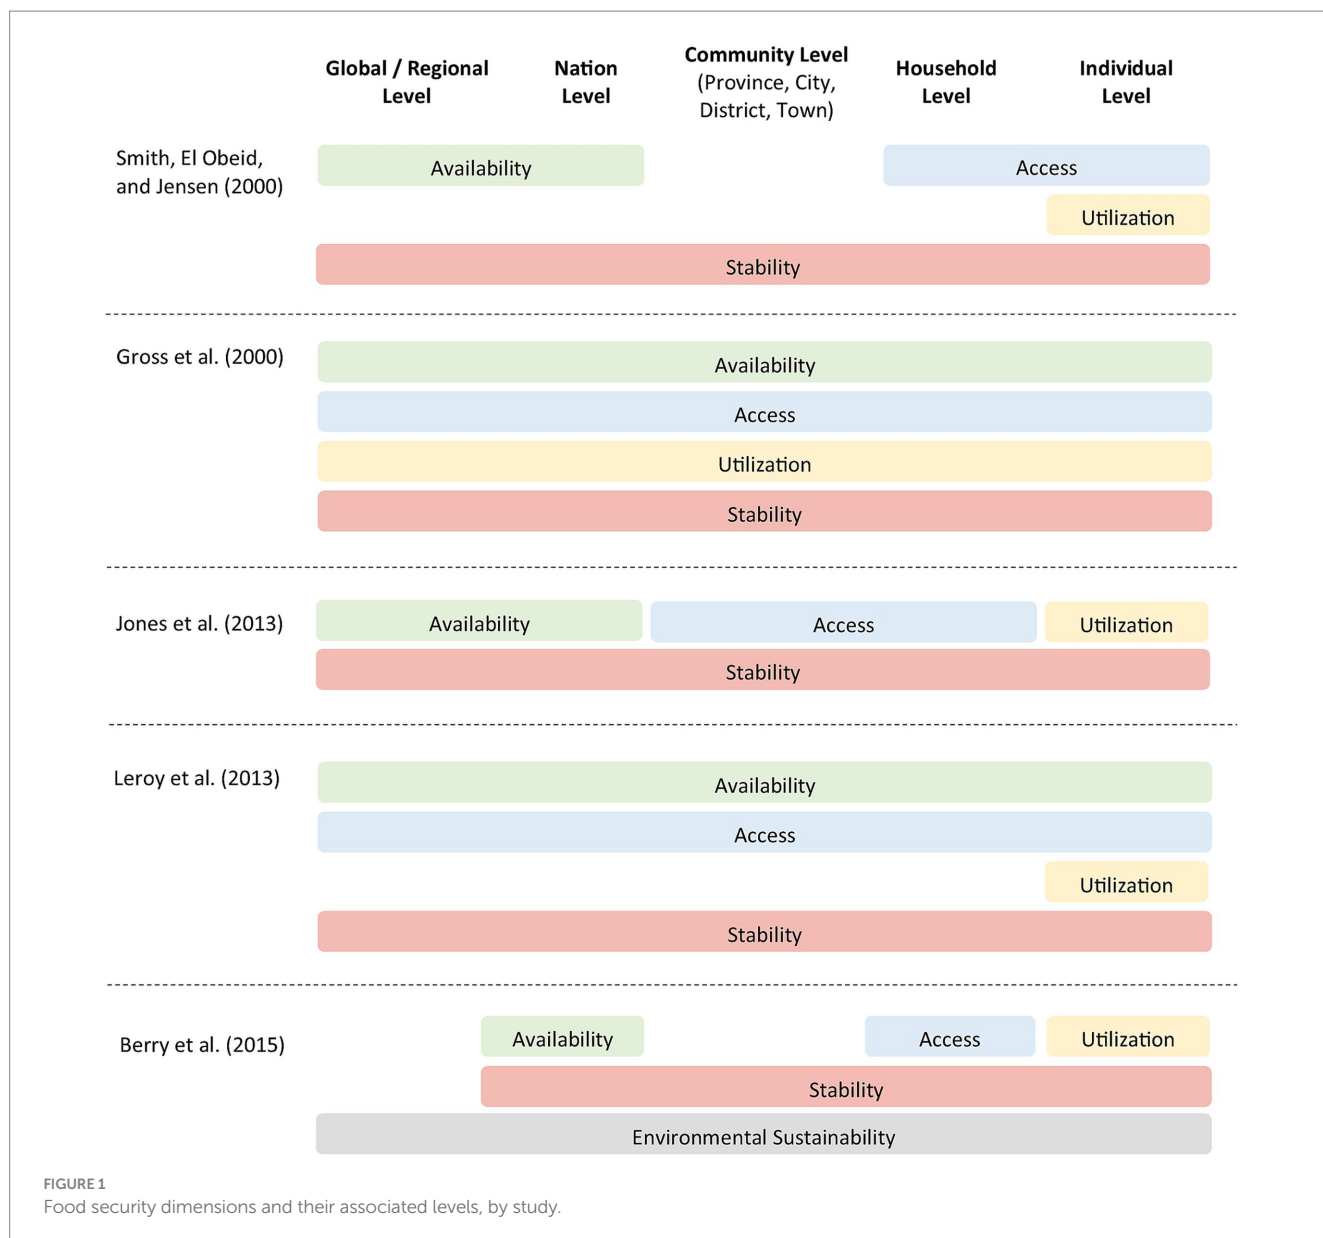 Global / Regional
Level
Nation
Level
Community Level
(Province, City,
District, Town)
Household
Level
Individual
Level
Smith, El Obeid,
and Jensen (2000)
Availability
Access
Utilization
Stability
Gross et al. (2000)
Availability
Access
Utilization
Stability
Jones et al. (2013)
Availability
Access
Utilization
Stability
Leroy et al. (2013)
Availability
Access
Utilization
Stability
Berry et al. (2015)
Availability
Access
Utilization
Stability
Environmental Sustainability
FIGURE 1
Food security dimensions and their associated levels, by study.